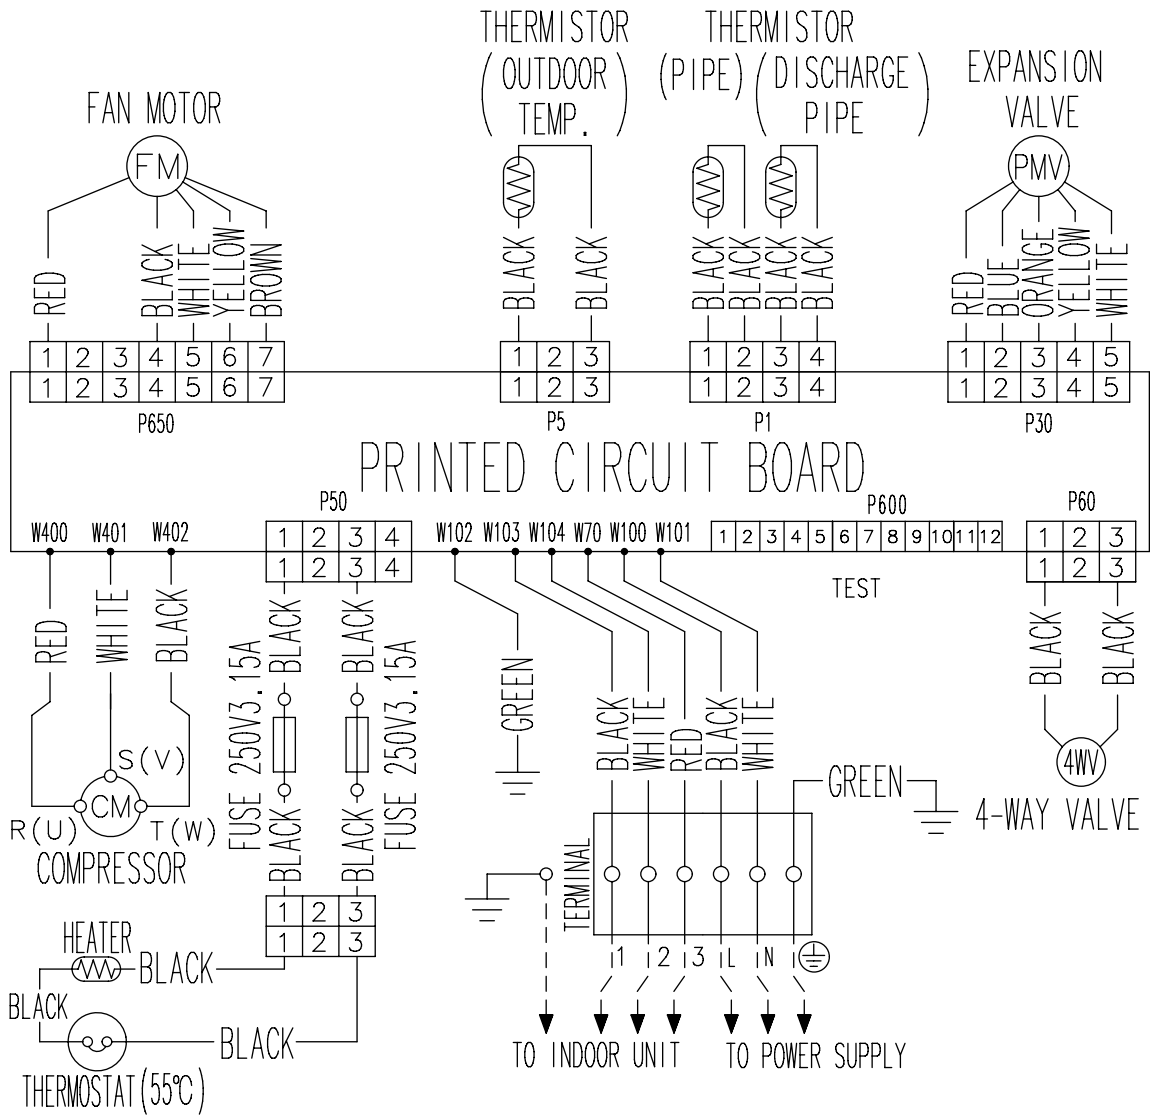 THERMISTOR THERMISTOR
(OUTDOOR TEMP.) (PIPE) (DISCHARGE PIPE)
EXPANSION
VALVE
FAN MOTOR
FM
PMV
RED BLACK WHITE YELLOW BROWN
BLACK BLACK
BLACK BLACK BLACK BLACK
RED BLUE ORANGE YELLOW WHITE
1 2 3 4 5 6 7
1 2 3 4 5 6 7
P650
1 2 3
1 2 3
P5
1 2 3 4
1 2 3 4
P1
1 2 3 4 5
1 2 3 4 5
P30
PRINTED CIRCUIT BOARD
W400 W401 W402
P50
1 2 3 4
1 2 3 4
W102 W103 W104 W70 W100 W101
P600
1 2 3 4 5 6 7 8 9 10 11 12
TEST
P60
1 2 3
1 2 3
RED WHITE BLACK
BLACK BLACK
FUSE 250V3.15A
FUSE 250V3.15A
BLACK BLACK
GREEN
BLACK WHITE RED BLACK WHITE
GREEN
BLACK BLACK
4WV
4-WAY VALVE
S(V)
CM
R(U) T(W)
COMPRESSOR
1 2 3
1 2 3
TERMINAL
1 2 3 L N
HEATER
BLACK
BLACK
BLACK
THERMOSTAT(55℃)
TO INDOOR UNIT
TO POWER SUPPLY